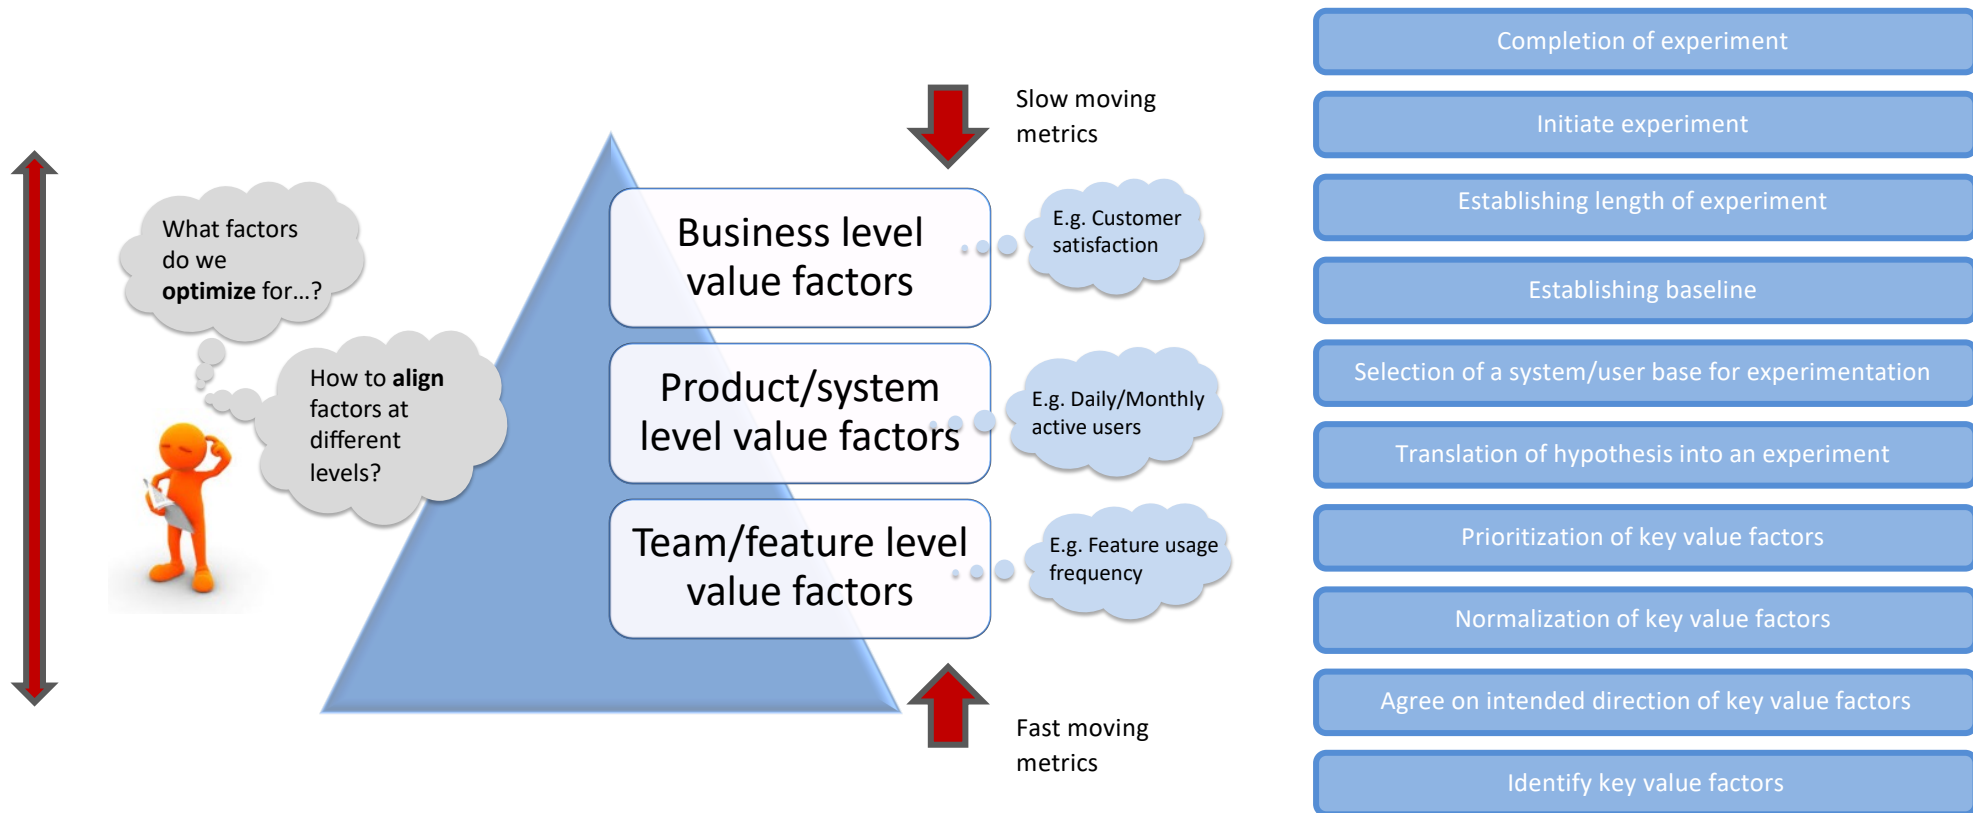 What factors
do we
optimize for...?
How to align
factors at
different
levels?
Slow moving
metrics
Business level
value factors
E.g. Customer
satisfaction
Product/system
level value factors
E.g. Daily/Monthly
active users
Team/feature level
value factors
E.g. Feature usage
frequency
Fast moving
metrics
Completion of experiment
Initiate experiment
Establishing length of experiment
Establishing baseline
Selection of a system/user base for experimentation
Translation of hypothesis into an experiment
Prioritization of key value factors
Normalization of key value factors
Agree on intended direction of key value factors
Identify key value factors